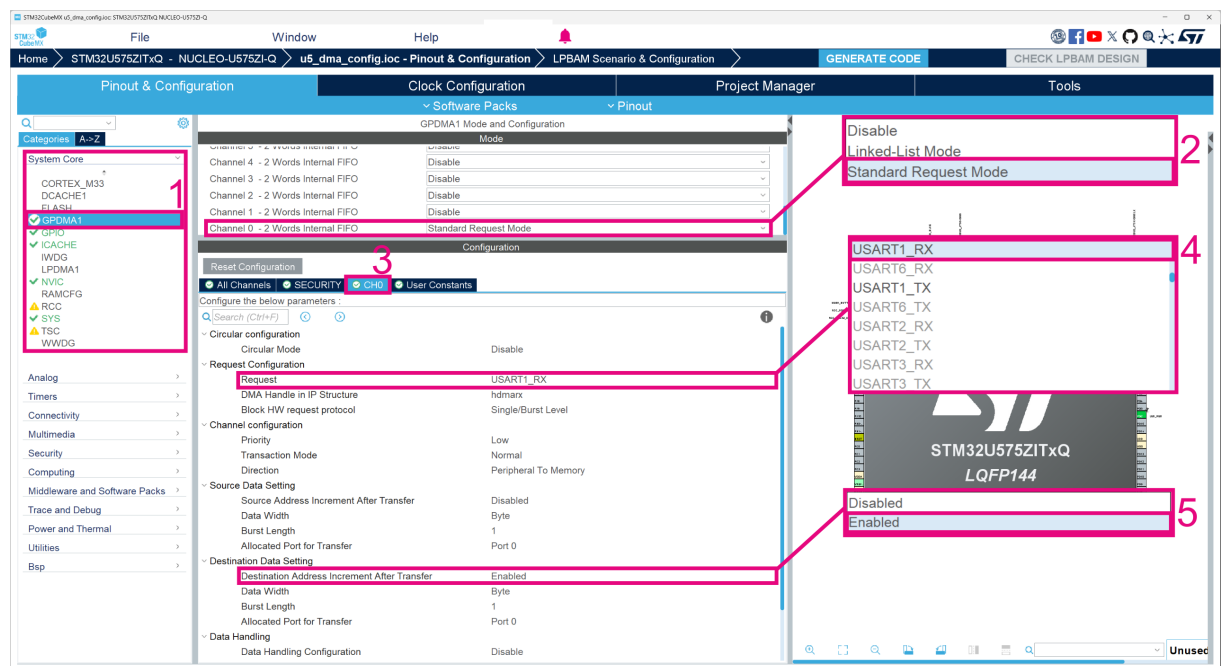 STM32CubeMX u5_dma_config.ioc: STM32U575ZITxQ NUCLEO-U575ZI-Q
STM32 CubeMX
File Window Help
Home STM32U575ZITxQ - NUCLEO-U575ZI-Q u5_dma_config.ioc - Pinout & Configuration LPBAM Scenario & Configuration GENERATE CODE CHECK LPBAM DESIGN
Pinout & Configuration Clock Configuration Project Manager Tools
Software Packs Pinout
GPDMA1 Mode and Configuration
Categories A->Z
Mode
System Core
CORTEX_M33
DCACHE1
FLASH
GPDMA1
GPIO
ICACHE
IWDG
LPDMA1
NVIC
RAMCFG
RCC
SYS
TSC
WWDG
1
Analog
Timers
Connectivity
Multimedia
Security
Computing
Middleware and Software Packs
Trace and Debug
Power and Thermal
Utilities
Bsp
Channel 5 - 2 Words Internal FIFO Disable
Channel 4 - 2 Words Internal FIFO Disable
Channel 3 - 2 Words Internal FIFO Disable
Channel 2 - 2 Words Internal FIFO Disable
Channel 1 - 2 Words Internal FIFO Disable
Channel 0 - 2 Words Internal FIFO Standard Request Mode
Configuration
Reset Configuration
3
All Channels SECURITY CH0 User Constants
Configure the below parameters :
Search (Ctrl+F)
Circular configuration
Circular Mode Disable
Request Configuration
Request USART1_RX
DMA Handle in IP Structure hdmarx
Block HW request protocol Single/Burst Level
Channel configuration
Priority Low
Transaction Mode Normal
Direction Peripheral To Memory
Source Data Setting
Source Address Increment After Transfer Disabled
Data Width Byte
Burst Length 1
Allocated Port for Transfer Port 0
Destination Data Setting
Destination Address Increment After Transfer Enabled
Data Width Byte
Burst Length 1
Allocated Port for Transfer Port 0
Data Handling
Data Handling Configuration Disable
Disable
Linked-List Mode
Standard Request Mode
2
USART1_RX
USART6_RX
USART1_TX
USART6_TX
USART2_RX
USART2_TX
USART3_RX
USART3_TX
4
STM32U575ZITxQ
LQFP144
Disabled
Enabled
5
Unused